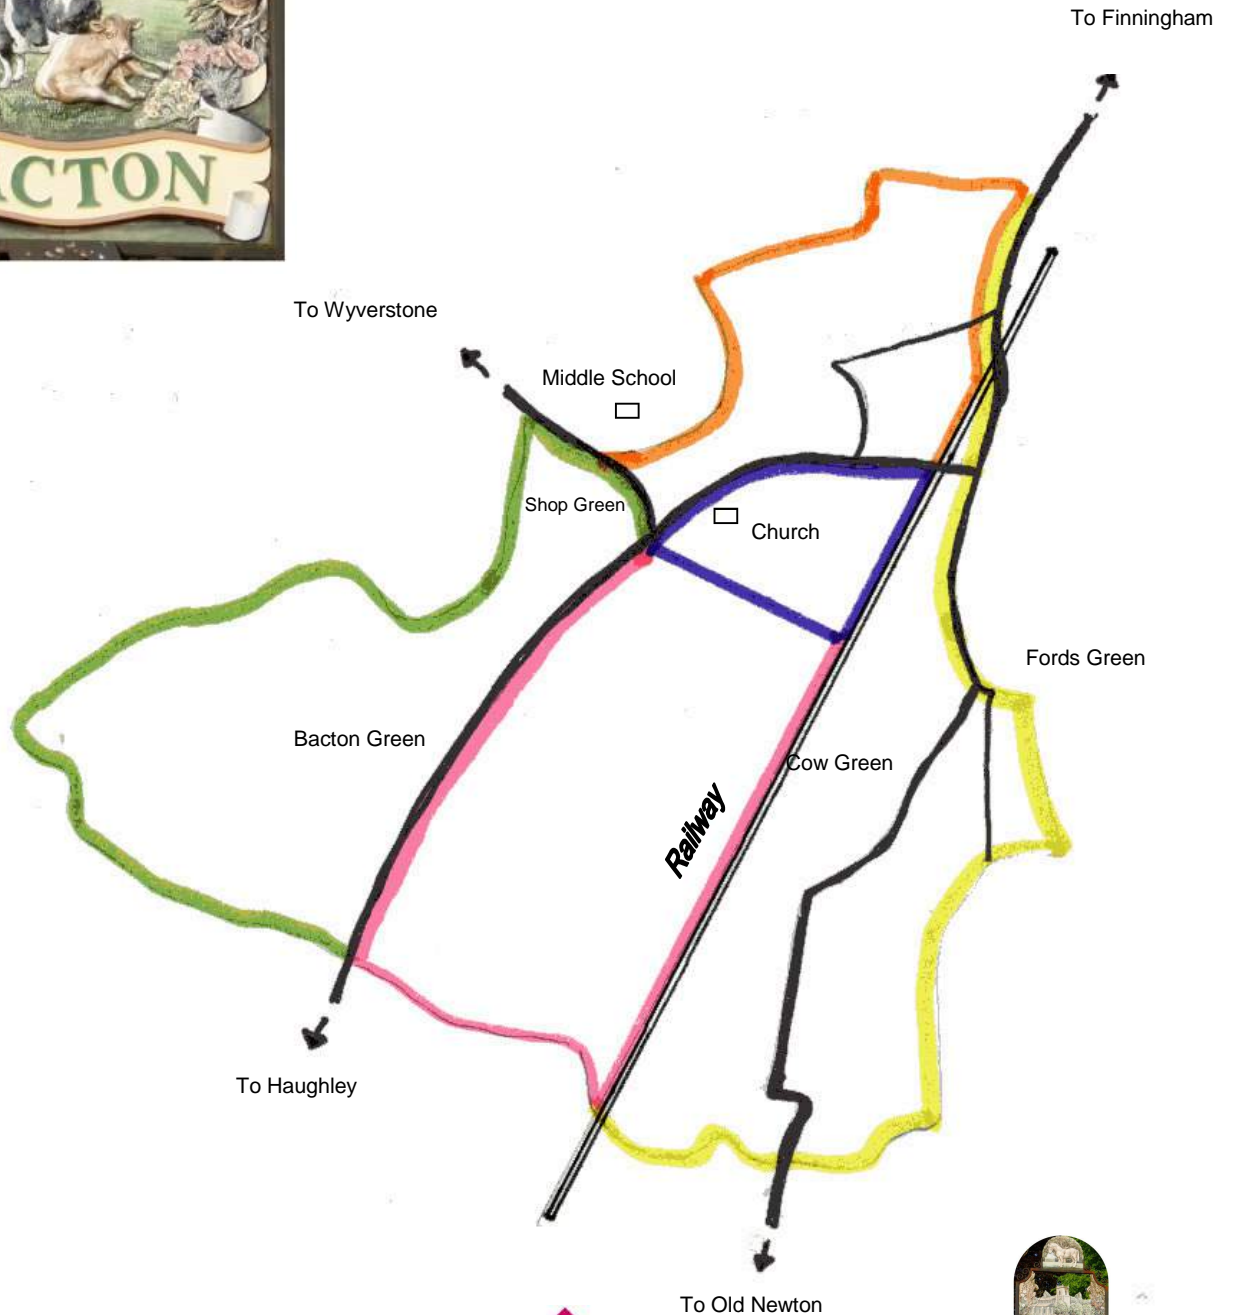 To Finningham
ACTON
To Wyverstone
Middle School
Shop Green
Church
Fords Green
Bacton Green
Cow Green
Railway
To Haughley
To Old Newton